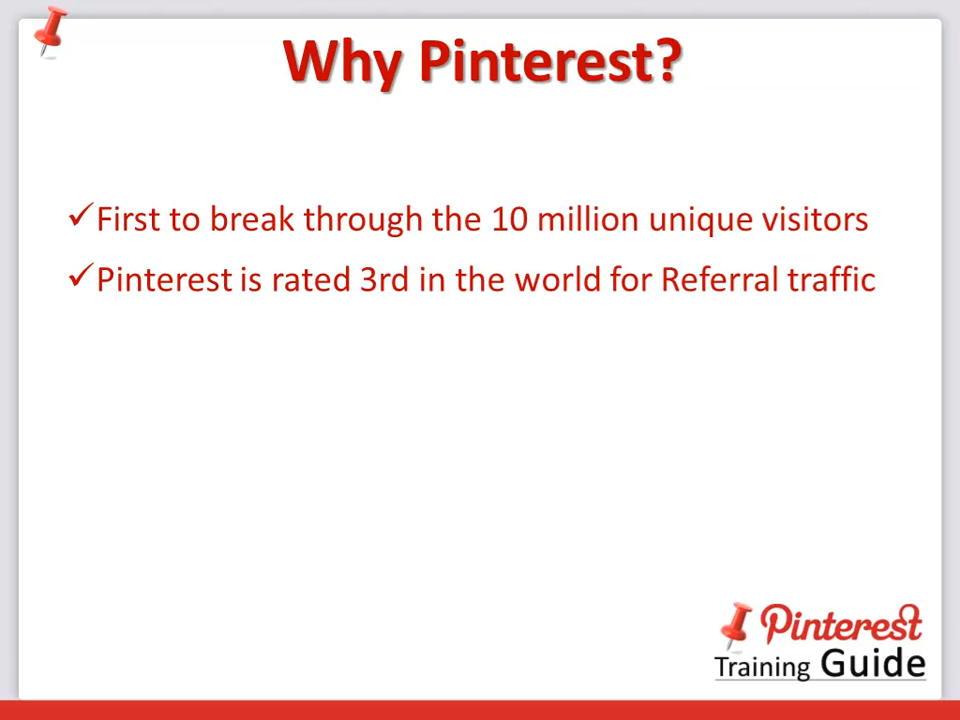 Why Pinterest?
✓First to break through the 10 million unique visitors
✓Pinterest is rated 3rd in the world for Referral traffic
Pinterest
Training Guide